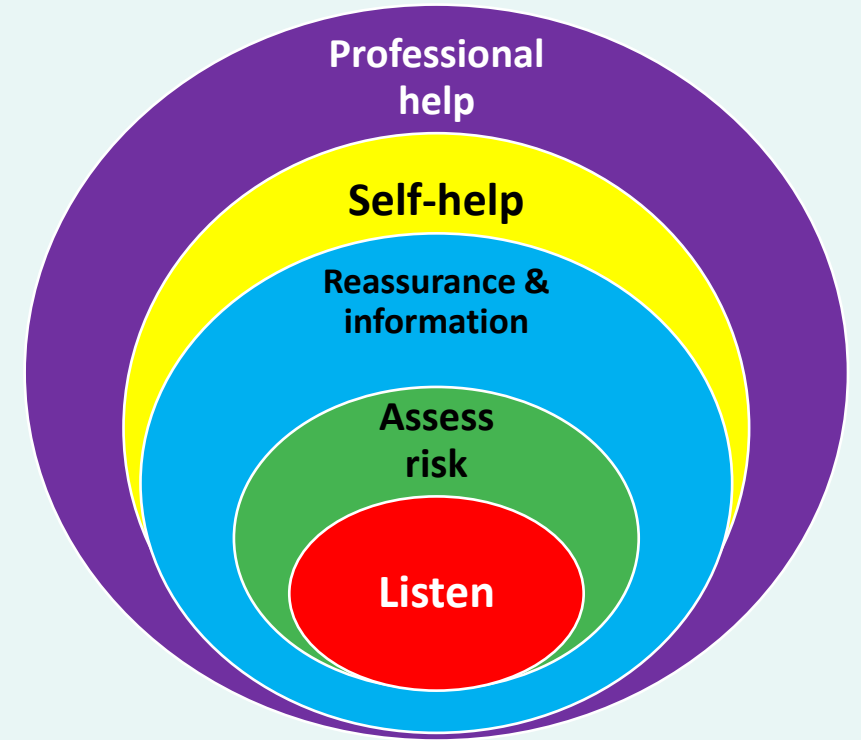 Professional
help
Self-help
Reassurance &
information
Assess
risk
Listen